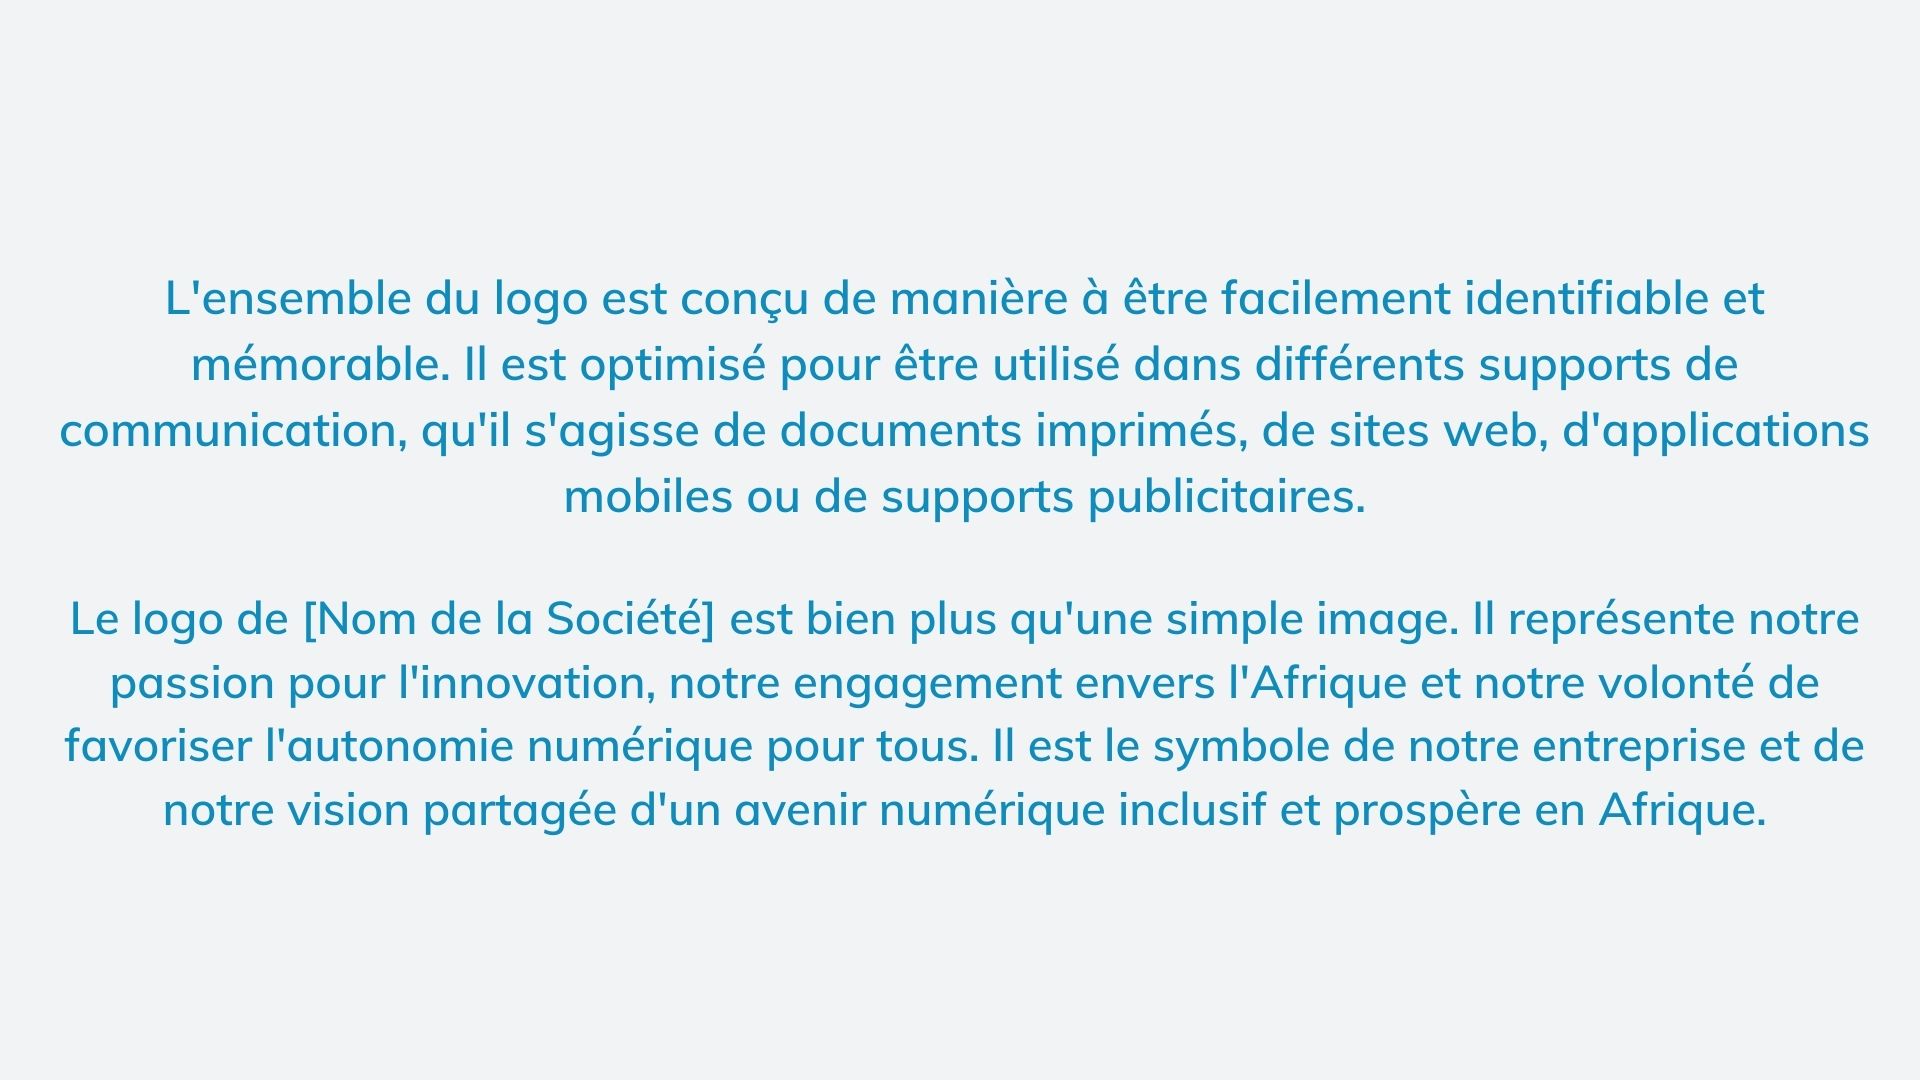 L'ensemble du logo est conçu de manière à être facilement identifiable et
mémorable. Il est optimisé pour être utilisé dans différents supports de
communication, qu'il s'agisse de documents imprimés, de sites web, d'applications
mobiles ou de supports publicitaires.
Le logo de [Nom de la Société] est bien plus qu'une simple image. Il représente notre
passion pour l'innovation, notre engagement envers l'Afrique et notre volonté de
favoriser l'autonomie numérique pour tous. Il est le symbole de notre entreprise et de
notre vision partagée d'un avenir numérique inclusif et prospère en Afrique.